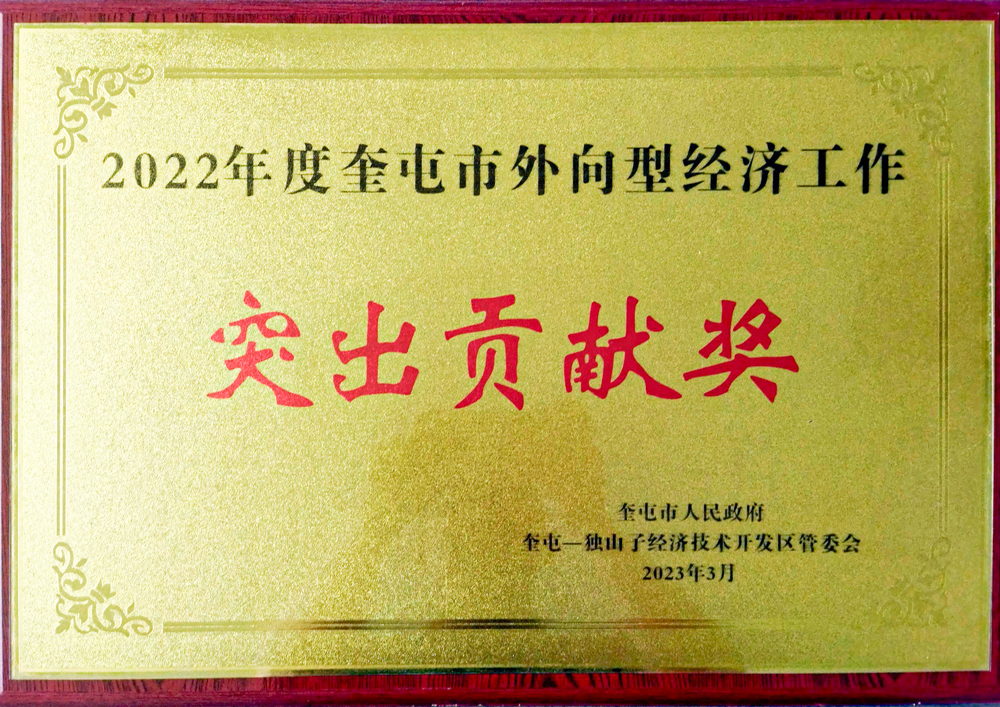 2022年度奎屯市外向型经济工作
突出贡献奖
奎屯市人民政府
奎屯—独山子经济技术开发区管委会
2023年3月